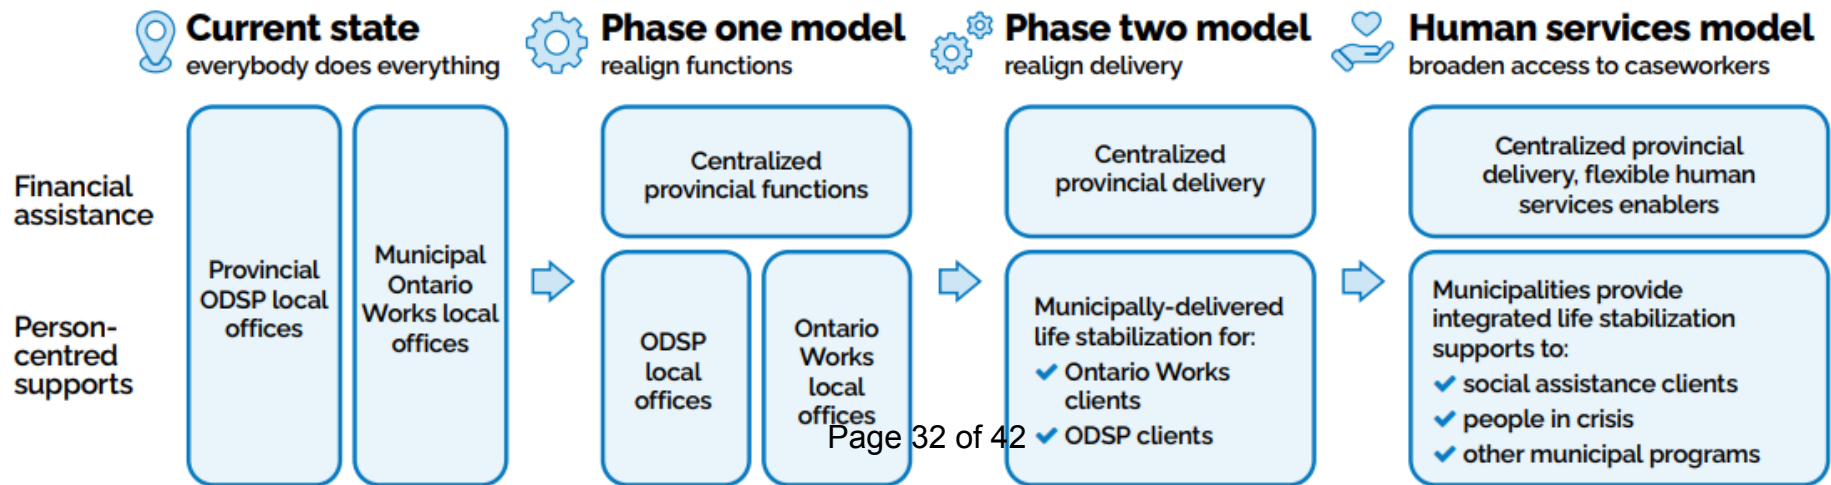 Current state
everybody does everything
Phase one model
realign functions
Phase two model
realign delivery
Human services model
broaden access to caseworkers
Financial
assistance
Person-
centred
supports
Provincial
ODSP local
offices
Municipal
Ontario
Works local
offices
Centralized
provincial functions
ODSP
local
offices
Ontario
Works
local
offices
Centralized
provincial delivery
Municipally-delivered
life stabilization for:
Ontario Works
clients
ODSP clients
Centralized provincial
delivery, flexible human
services enablers
Municipalities provide
integrated life stabilization
supports to:
social assistance clients
people in crisis
other municipal programs
Page 32 of 42